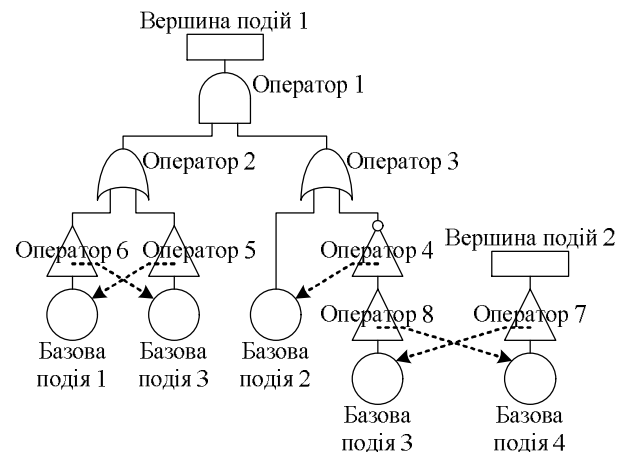 Вершина подій 1
Оператор 1
Оператор 2
Оператор 3
Оператор 6
Оператор 5
Оператор 4
Вершина подій 2
Оператор 8
Оператор 7
Базова
подія 1
Базова
подія 3
Базова
подія 2
Базова
подія 3
Базова
подія 4